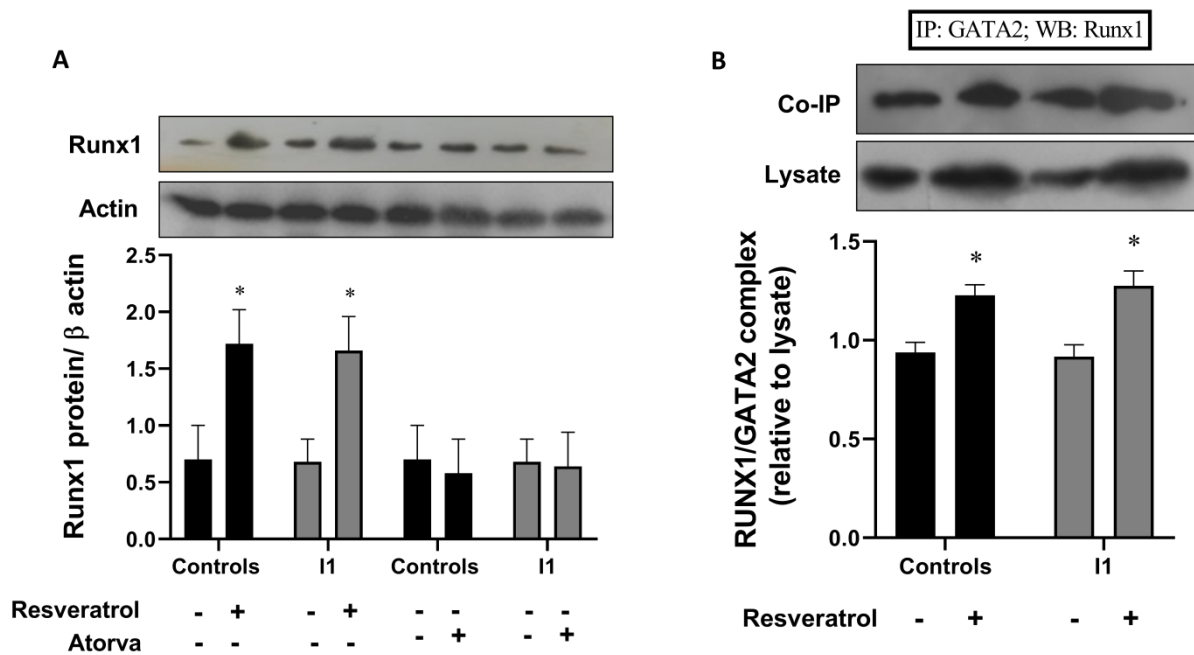 A
Runx1
Actin
Runx1 protein/ β actin
2.5
2.0
1.5
1.0
0.5
0.0
*
*
Controls
I1
Controls
I1
Resveratrol - + - + - - - -
Atorva - - - - - + - +
IP: GATA2; WB: Runx1
B
Co-IP
Lysate
RUNX1/GATA2 complex
(relative to lysate)
1.5
1.0
0.5
0.0
*
*
Controls
I1
Resveratrol - + - +